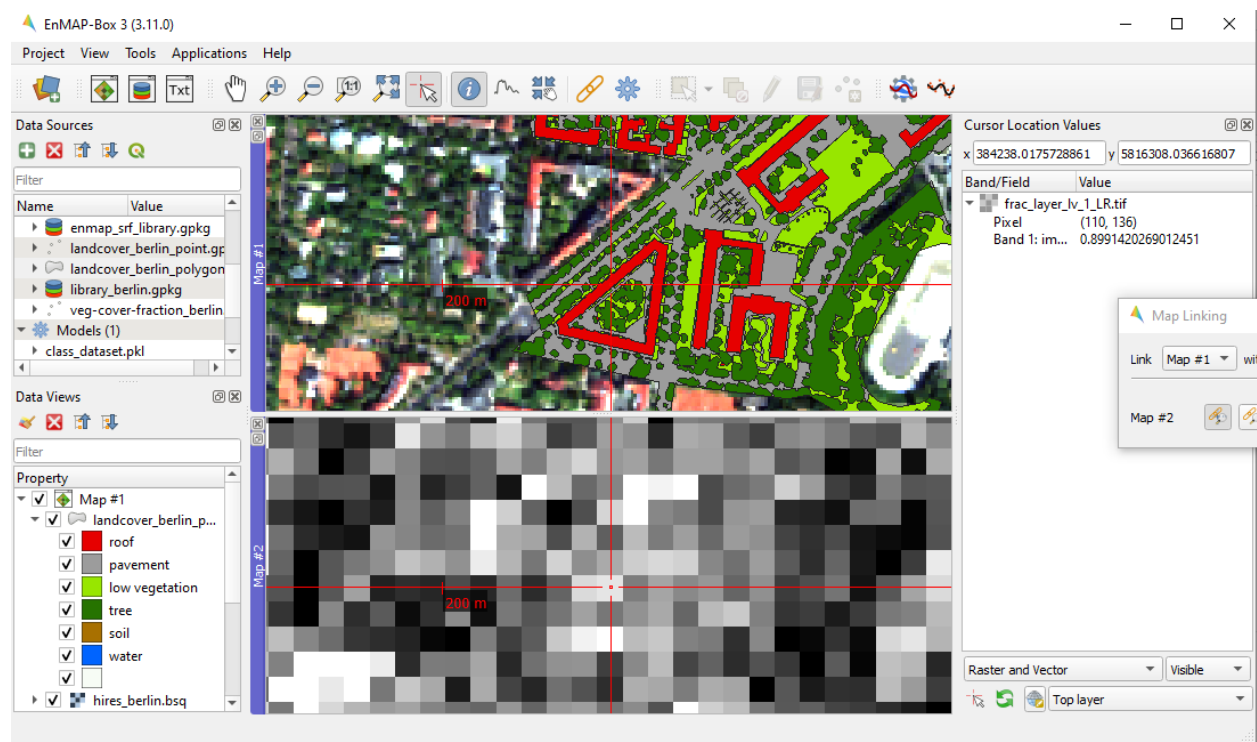 EnMAP-Box 3 (3.11.0)
Project View Tools Applications Help
Txt
1:1
Data Sources
Filter
Name Value
enmap_srf_library.gpkg
landcover_berlin_point.gp
landcover_berlin_polygon
library_berlin.gpkg
veg-cover-fraction_berlin
Models (1)
class_dataset.pkl
Data Views
Filter
Property
Map #1
landcover_berlin_p...
roof
pavement
low vegetation
tree
soil
water
hires_berlin.bsq
Map #1
200 m
Map #2
200 m
Cursor Location Values
x 384238.0175728861 y 5816308.036616807
Band/Field Value
frac_layer_lv_1_LR.tif
Pixel (110, 136)
Band 1: im... 0.8991420269012451
Map Linking
Link Map #1 wi
Map #2
Raster and Vector Visible
Top layer